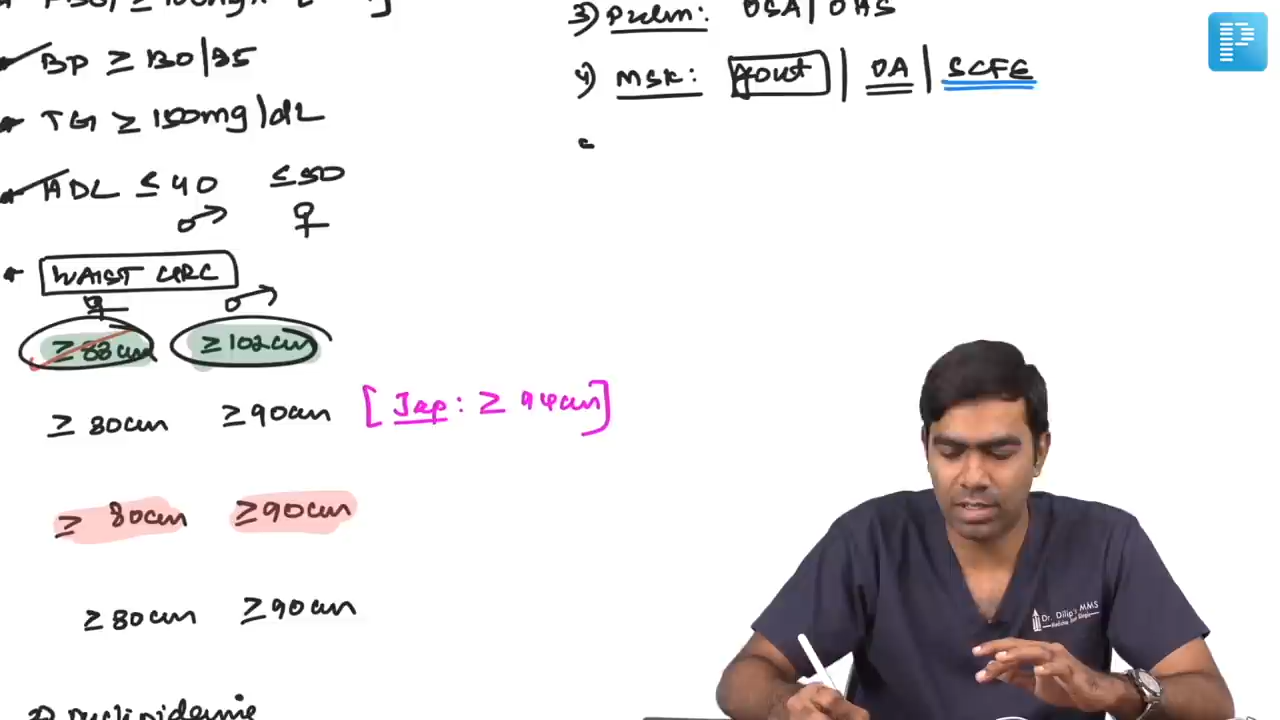 BP ≥ 130/85
TG ≥ 150mg/dL
HDL ≤ 40 ≤50
♂ ♀
WAIST CIRC
♀ ♂
≥ 88cm ≥ 102cm
≥ 80cm ≥90cm [Jap: ≥ 94cm]
≥ 80cm ≥90cm
≥ 80cm ≥90cm
3) Pulm: OSA/OHS
4) MSK: gout | OA | SCFE
Dr. Dilip's MMS
P